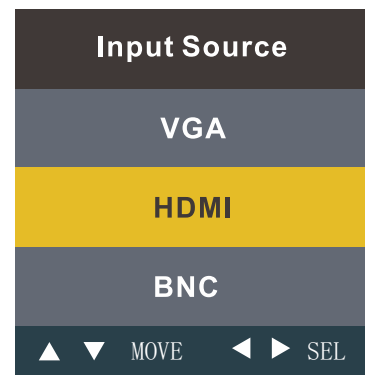 Input Source
VGA
HDMI
BNC
▲ ▼ MOVE ◀ ▶ SEL